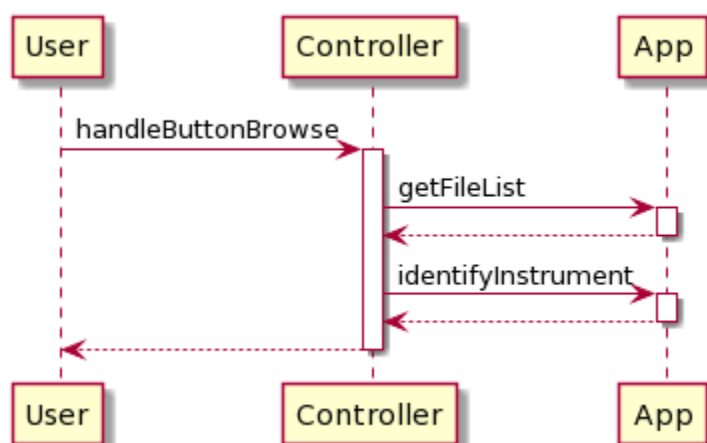 User Controller App
handleButtonBrowse
getFileList
identifyInstrument
User Controller App